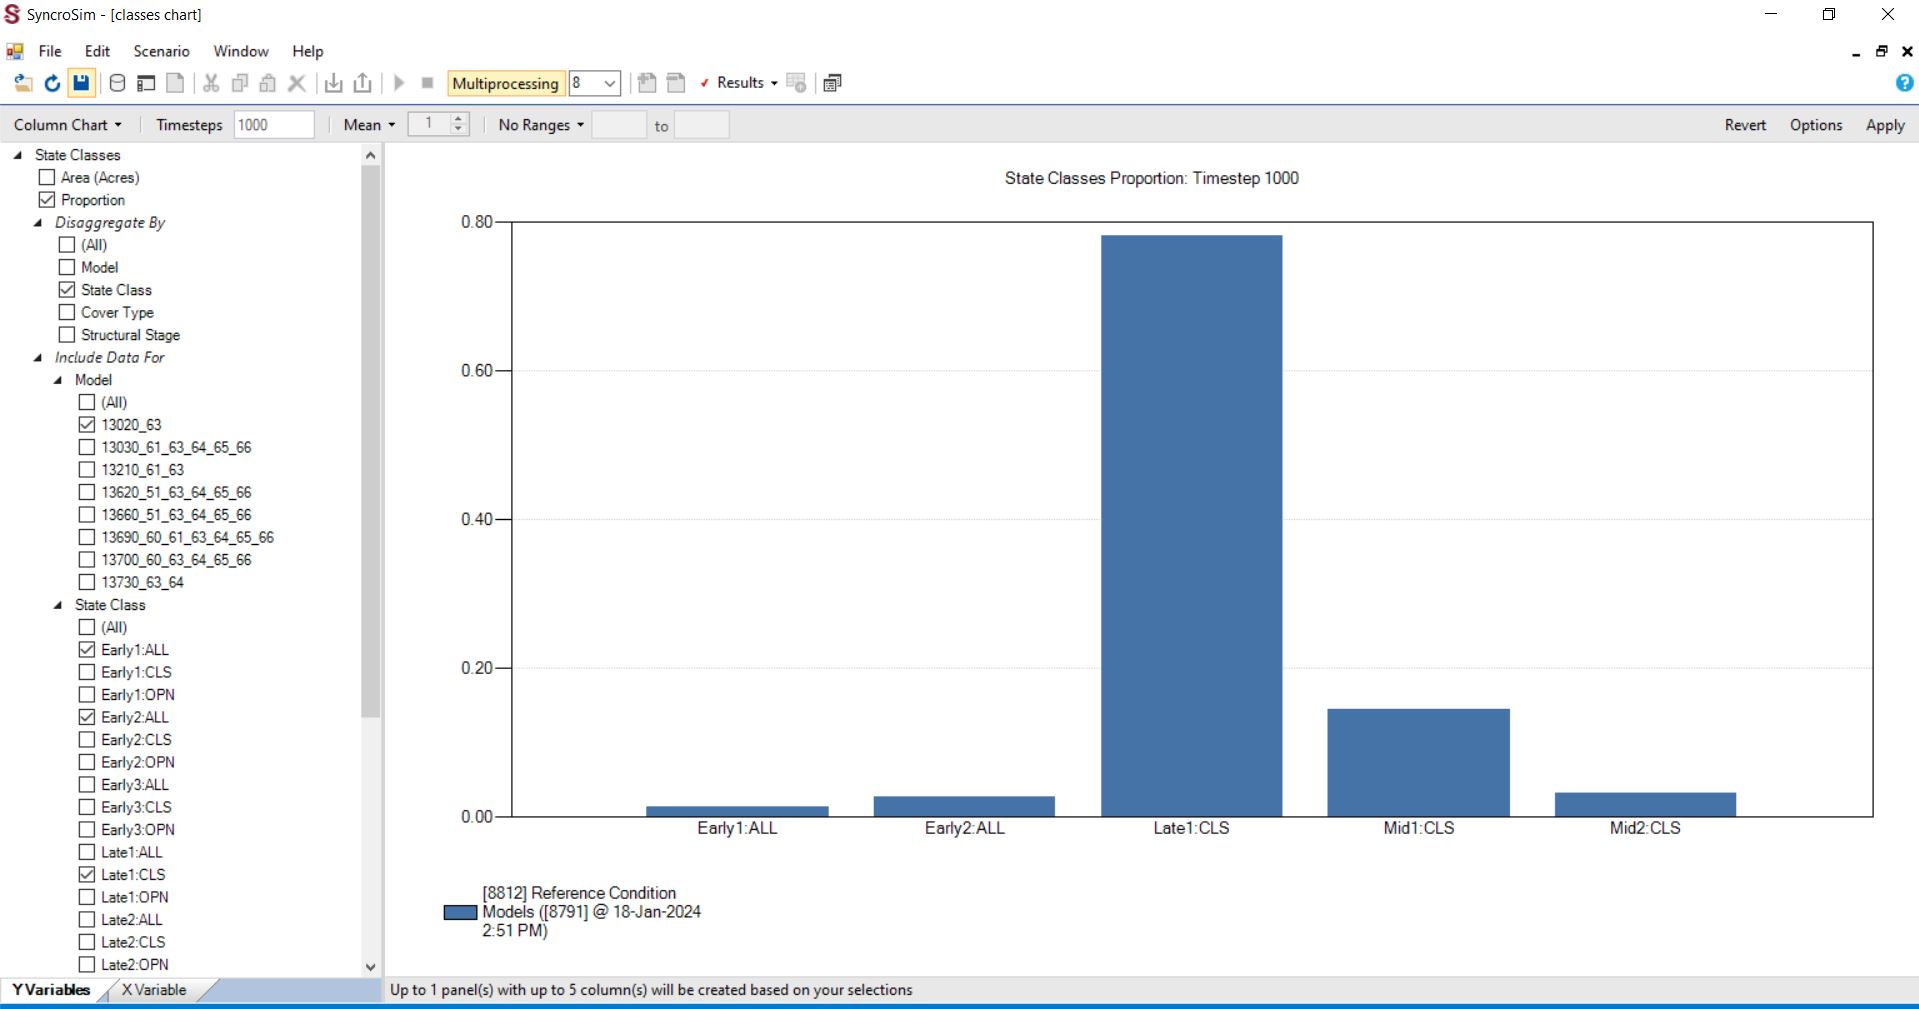 SyncroSim - [classes chart]
File Edit Scenario Window Help
Multiprocessing 8 Results
Column Chart Timesteps 1000 Mean 1 No Ranges to Revert Options Apply
State Classes
Area (Acres)
Proportion
Disaggregate By
(All)
Model
State Class
Cover Type
Structural Stage
Include Data For
Model
(All)
13020_63
13030_61_63_64_65_66
13210_61_63
13620_51_63_64_65_66
13660_51_63_64_65_66
13690_60_61_63_64_65_66
13700_60_63_64_65_66
13730_63_64
State Class
(All)
Early1:ALL
Early1:CLS
Early1:OPN
Early2:ALL
Early2:CLS
Early2:OPN
Early3:ALL
Early3:CLS
Early3:OPN
Late1:ALL
Late1:CLS
Late1:OPN
Late2:ALL
Late2:CLS
Late2:OPN
Y Variables X Variable
State Classes Proportion: Timestep 1000
0.80
0.60
0.40
0.20
0.00
Early1:ALL Early2:ALL Late1:CLS Mid1:CLS Mid2:CLS
[8812] Reference Condition
Models ([8791] @ 18-Jan-2024
2:51 PM)
Up to 1 panel(s) with up to 5 column(s) will be created based on your selections